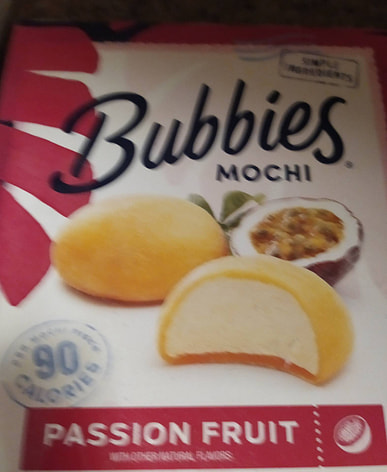 SIMPLE
INGREDIENTS
Bubbies®
MOCHI
90
CALORIES
PASSION FRUIT
WITH OTHER NATURAL FLAVORS